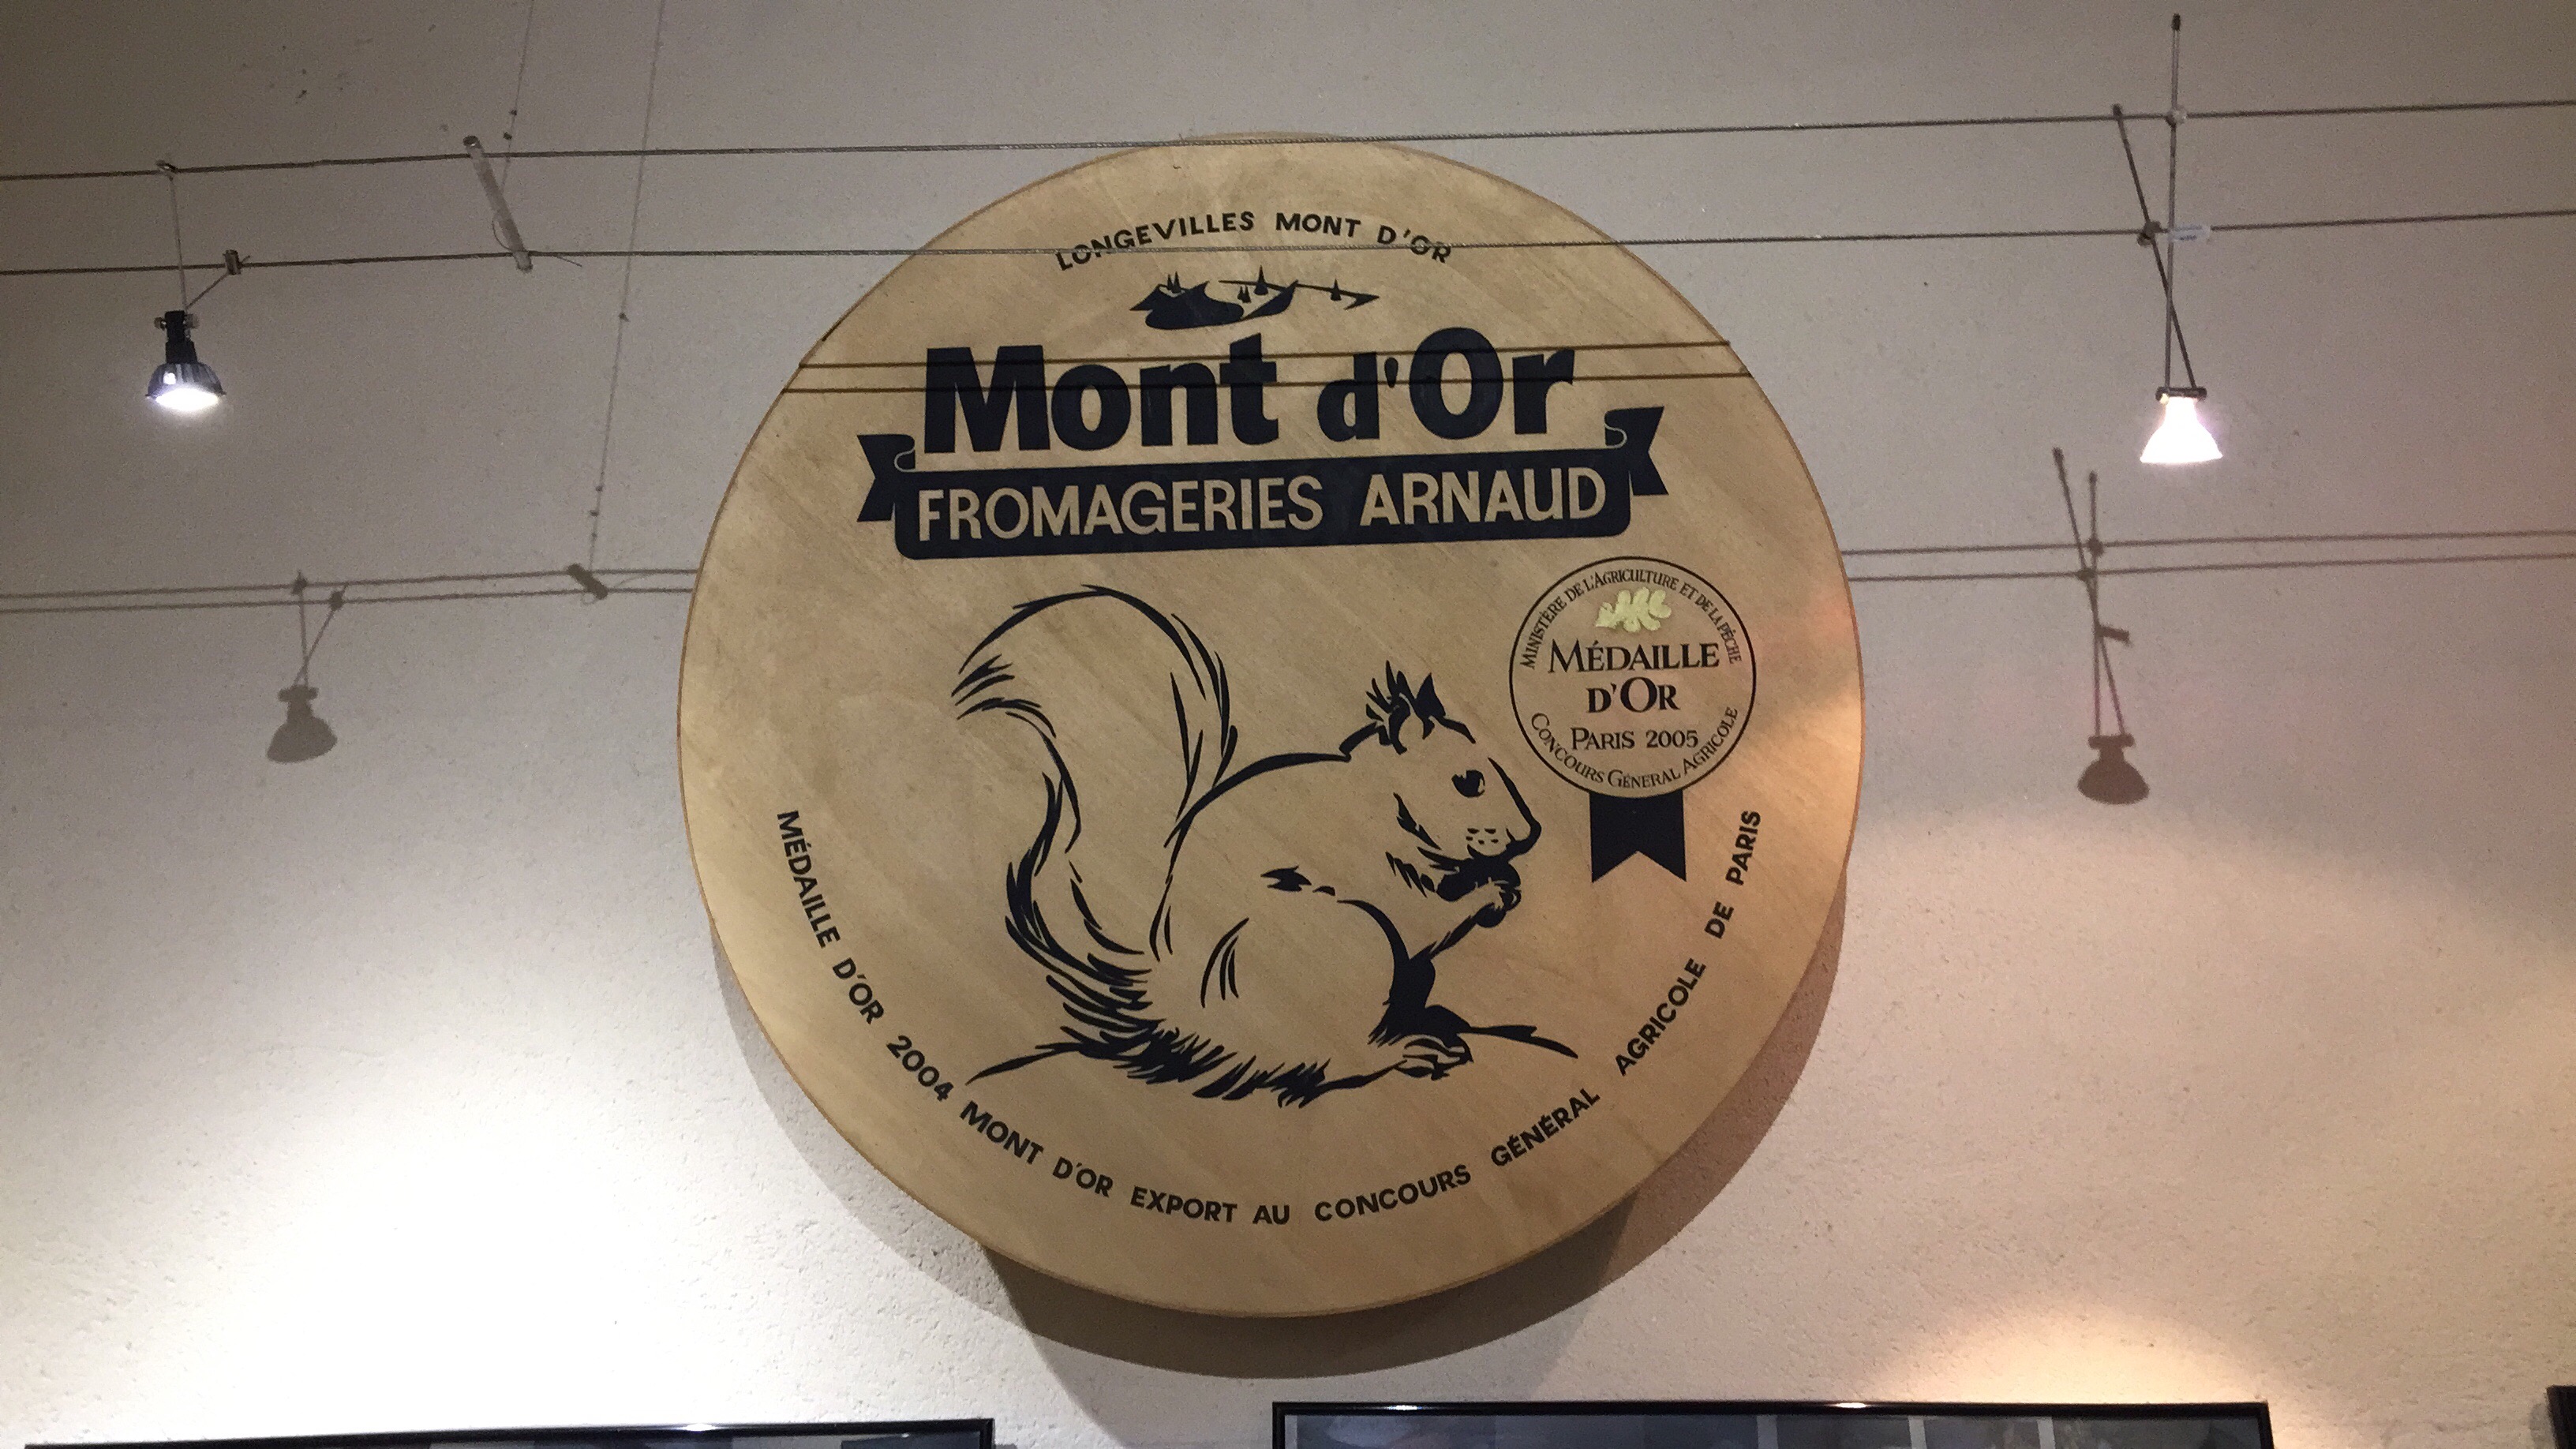 LONGEVILLES MONT D'OR
Mont d'Or
FROMAGERIES ARNAUD
MINISTÈRE DE L'AGRICULTURE ET DE LA PÊCHE
MÉDAILLE
D'OR
PARIS 2005
CONCOURS GÉNERAL AGRICOLE
MÉDAILLE D'OR 2004 MONT D'OR EXPORT AU CONCOURS GÉNÉRAL AGRICOLE DE PARIS